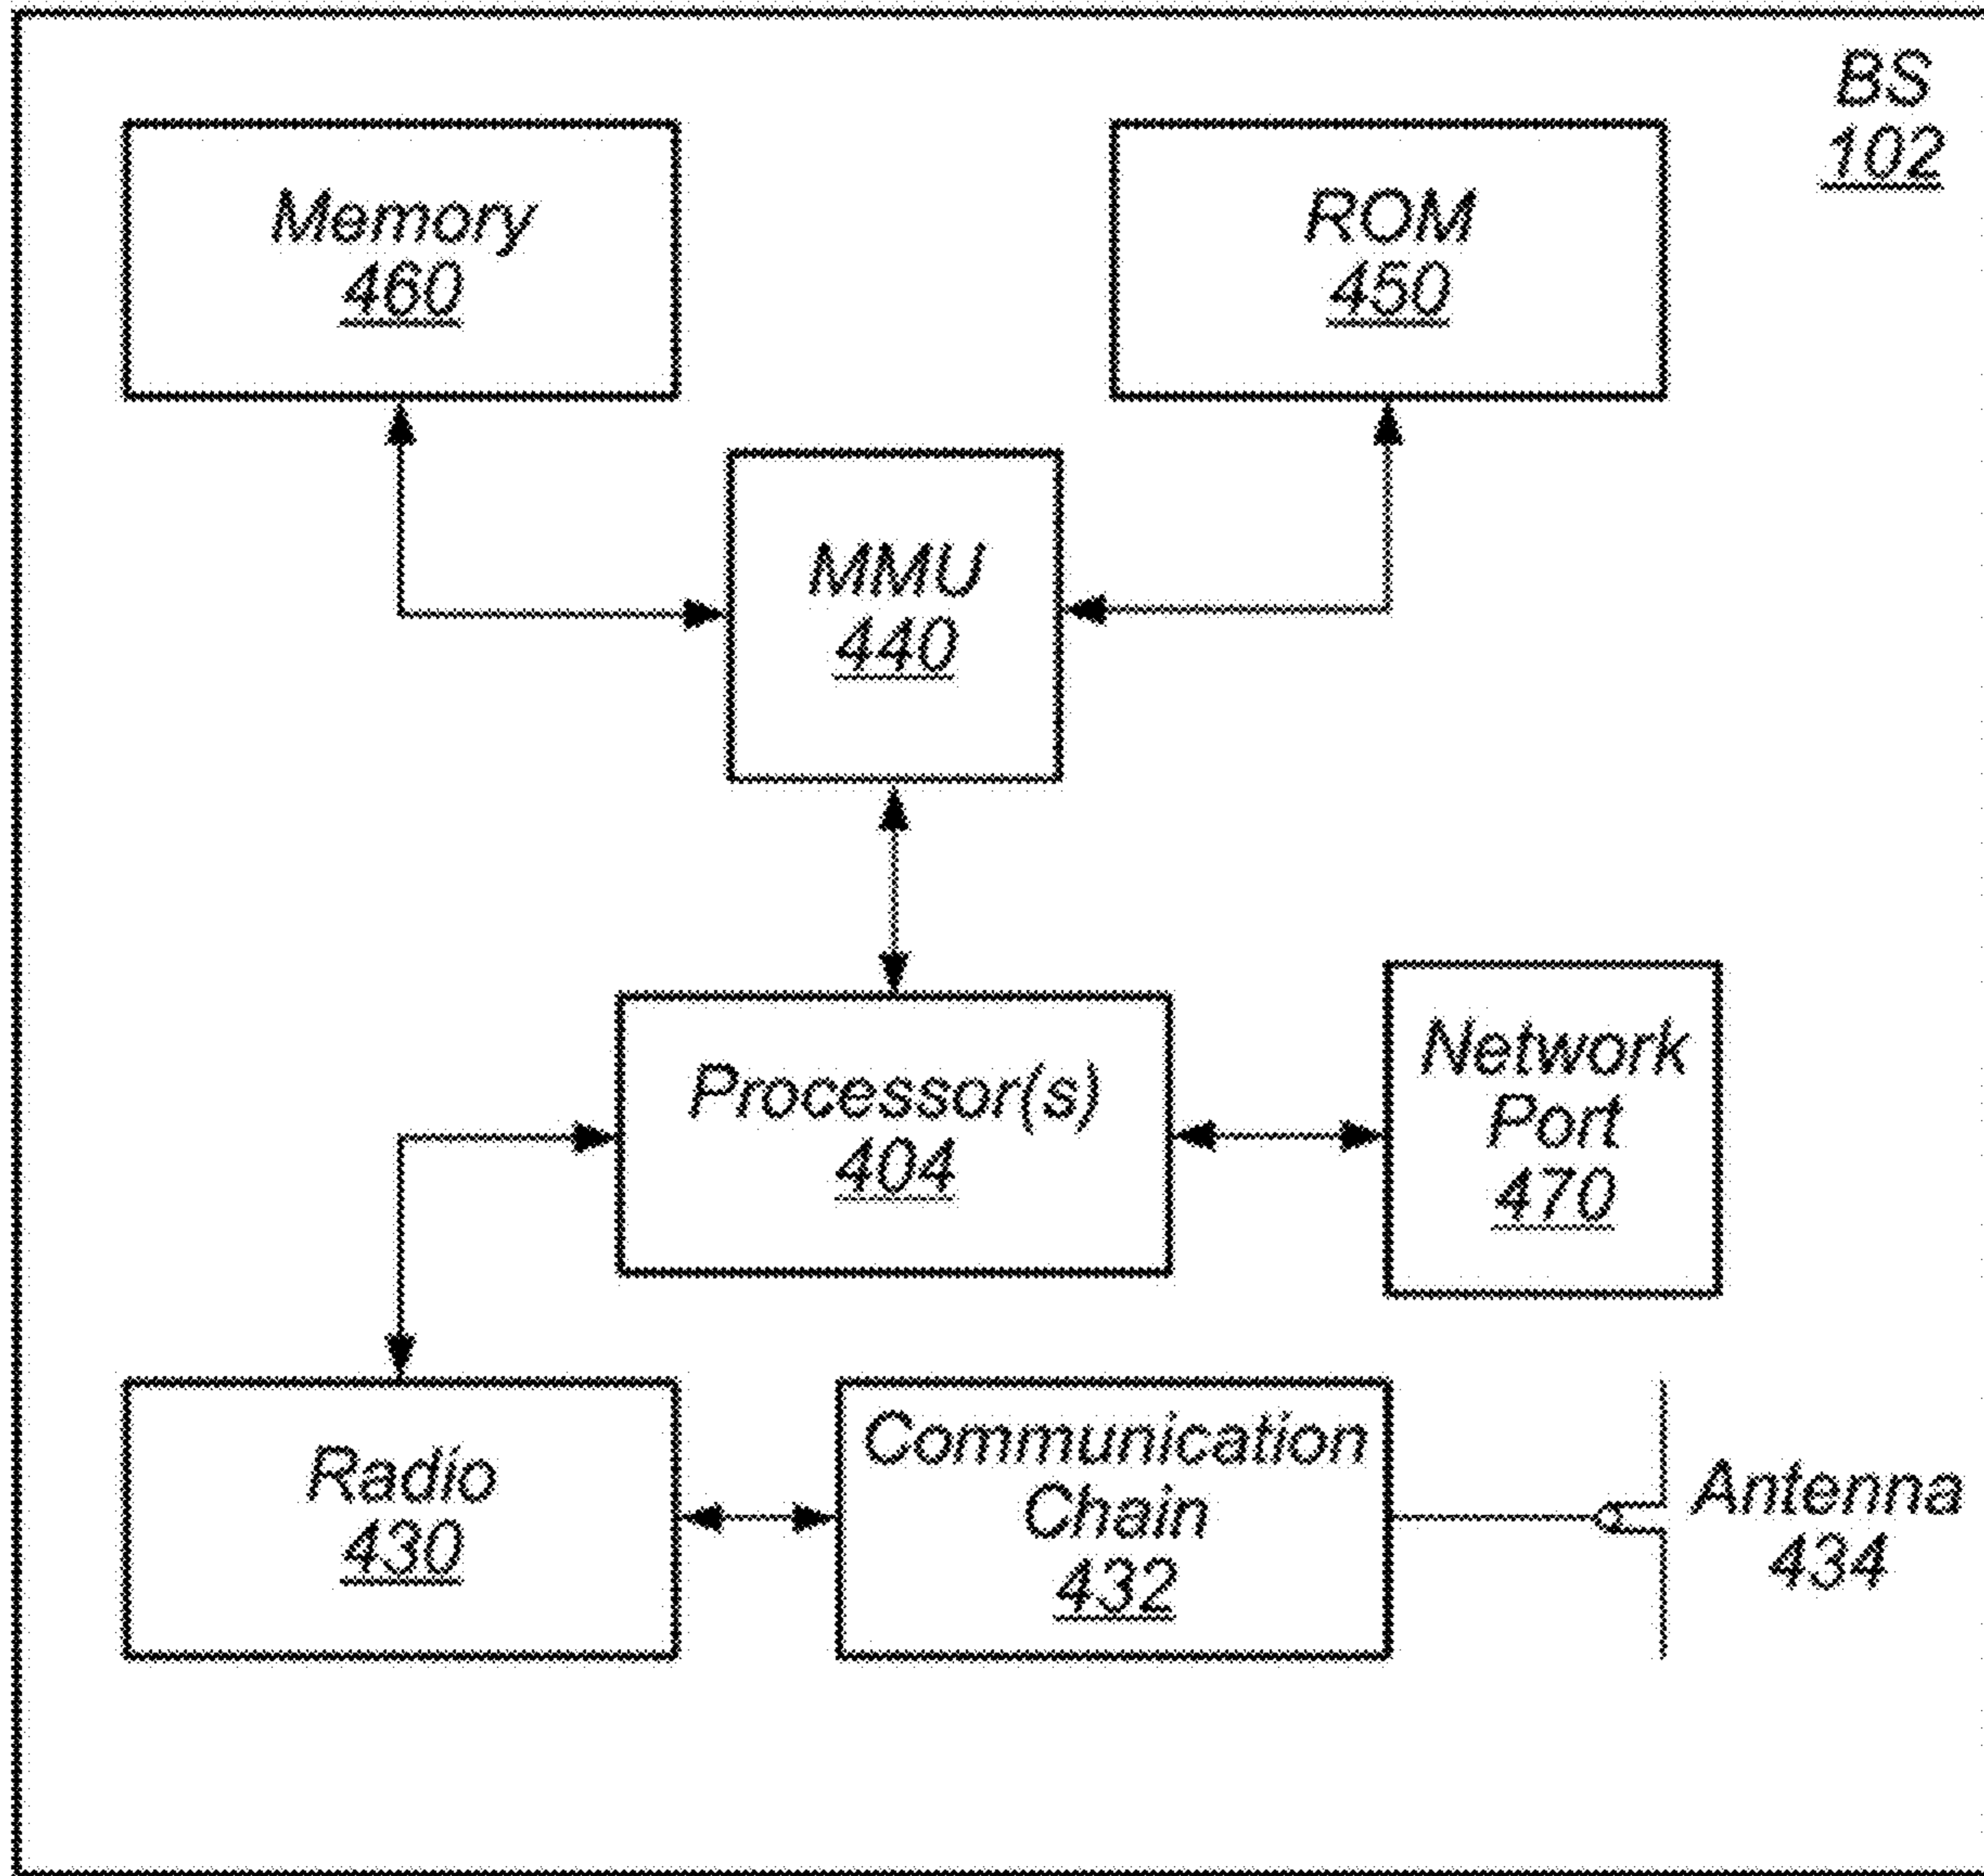 BS
102
Memory
460
ROM
450
MMU
440
Processor(s)
404
Network
Port
470
Radio
430
Communication
Chain
432
Antenna
434